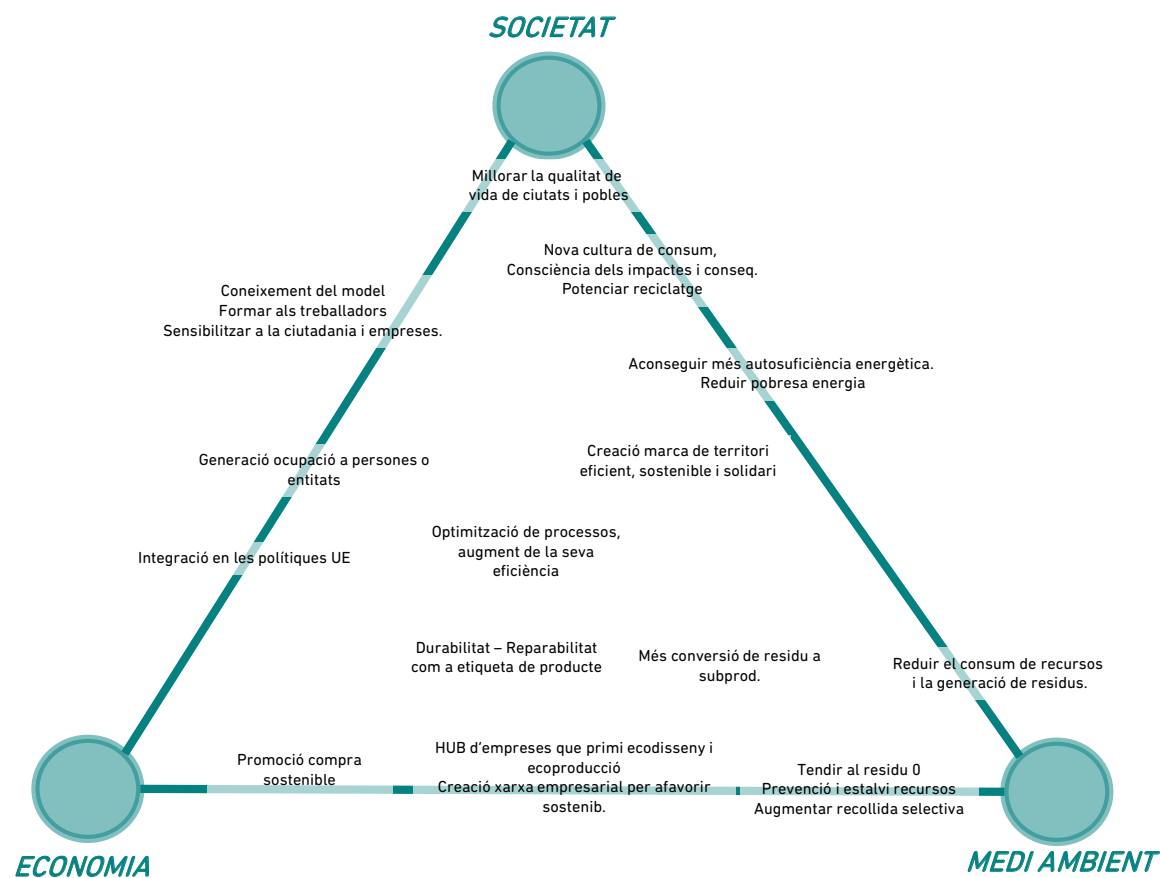 SOCIETAT
Millorar la qualitat de
vida de ciutats i pobles
Nova cultura de consum,
Consciència dels impactes i conseq.
Potenciar reciclatge
Coneixement del model
Formar als treballadors
Sensibilitzar a la ciutadania i empreses.
Aconseguir més autosuficiència energètica.
Reduir pobresa energia
Creació marca de territori
eficient, sostenible i solidari
Generació ocupació a persones o
entitats
Optimització de processos,
augment de la seva
eficiència
Integració en les polítiques UE
Durabilitat – Reparabilitat
com a etiqueta de producte
Més conversió de residu a
subprod.
Reduir el consum de recursos
i la generació de residus.
Promoció compra
sostenible
HUB d'empreses que primi ecodisseny i
ecoproducció
Creació xarxa empresarial per afavorir
sostenib.
Tendir al residu 0
Prevenció i estalvi recursos
Augmentar recollida selectiva
ECONOMIA
MEDI AMBIENT